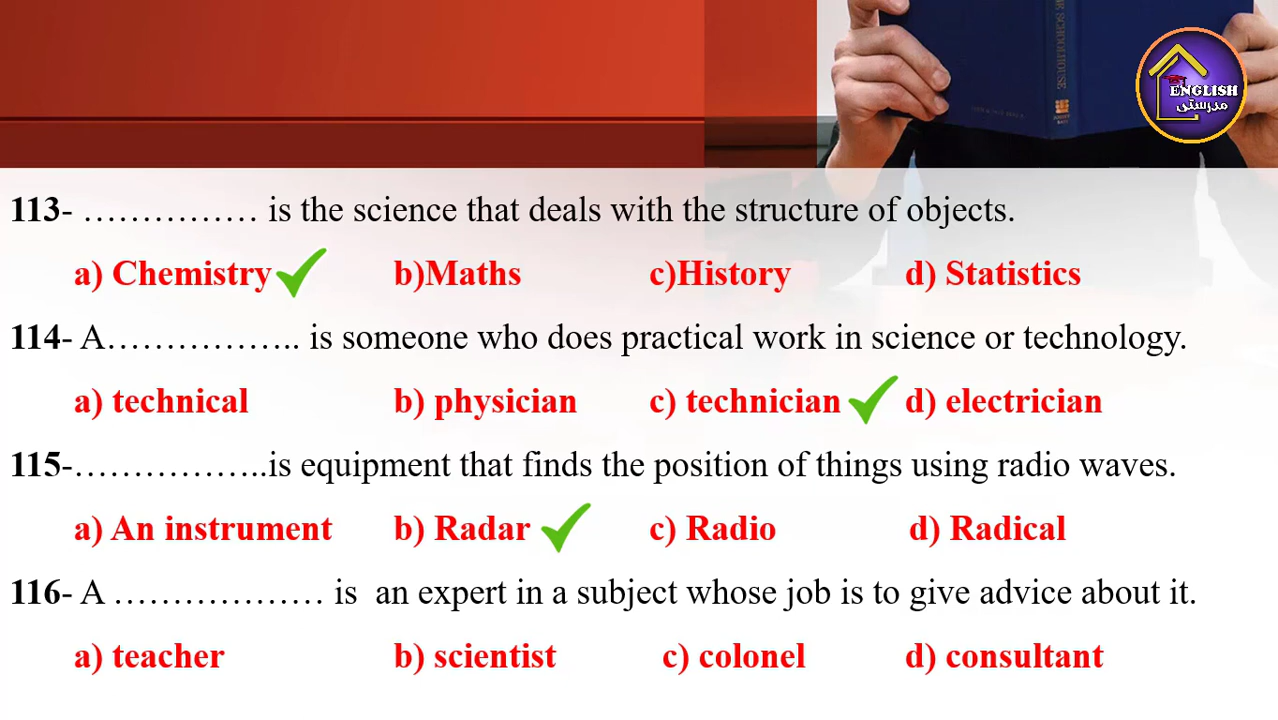 ENGLISH
مدرستي
113- …………… is the science that deals with the structure of objects.
a) Chemistry b)Maths c)History d) Statistics
114- A…………….. is someone who does practical work in science or technology.
a) technical b) physician c) technician d) electrician
115-……………..is equipment that finds the position of things using radio waves.
a) An instrument b) Radar c) Radio d) Radical
116- A ……………… is an expert in a subject whose job is to give advice about it.
a) teacher b) scientist c) colonel d) consultant